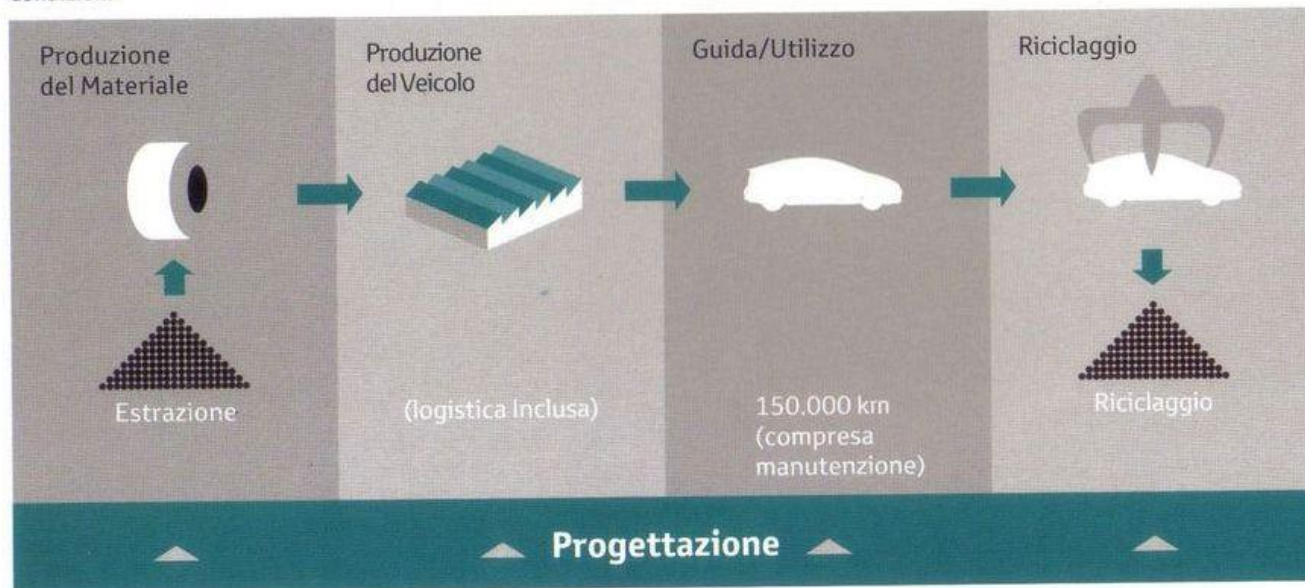 Produzione
del Materiale
Estrazione
Produzione
del Veicolo
(logistica Inclusa)
Guida/Utilizzo
150.000 km
(compresa
manutenzione)
Riciclaggio
Riciclaggio
Progettazione